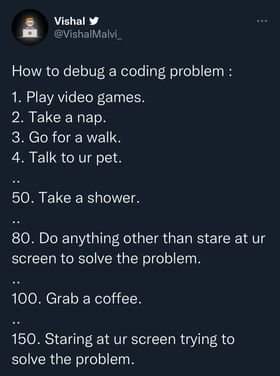 Vishal
@VishalMalvi_
How to debug a coding problem :
1. Play video games.
2. Take a nap.
3. Go for a walk.
4. Talk to ur pet.
..
50. Take a shower.
..
80. Do anything other than stare at ur
screen to solve the problem.
..
100. Grab a coffee.
..
150. Staring at ur screen trying to
solve the problem.